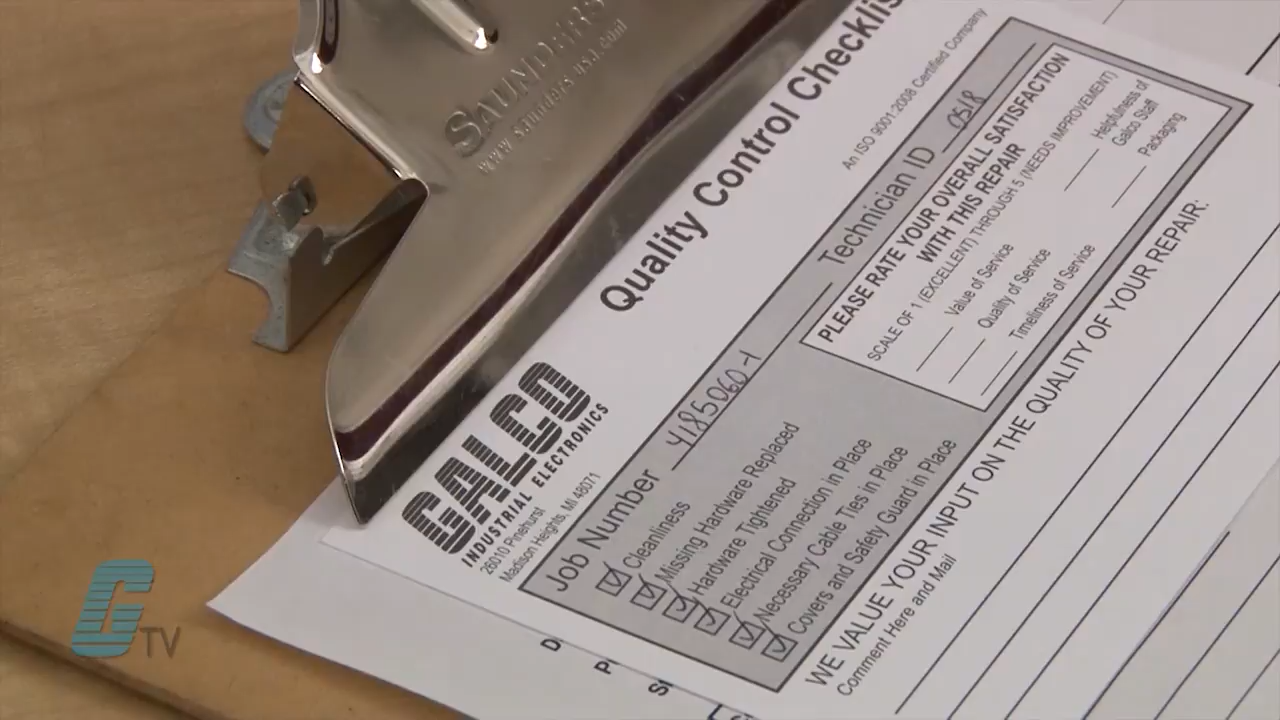 SAUNDERS
www.saunders usa.com
Quality Control Checklis
An ISO 9001:2008 Certified Company
GALCO
INDUSTRIAL ELECTRONICS
26010 Pinehurst
Madison Heights, MI 48071
Job Number 4185060-1 Technician ID 0518
☑ Cleanliness
☑ Missing Hardware Replaced
☑ Hardware Tightened
☑ Electrical Connection in Place
☑ Necessary Cable Ties in Place
☑ Covers and Safety Guard in Place
PLEASE RATE YOUR OVERALL SATISFACTION
WITH THIS REPAIR
SCALE OF 1 (EXCELLENT) THROUGH 5 (NEEDS IMPROVEMENT)
Value of Service
Quality of Service
Timeliness of Service
Helpfulness of
Galco Staff
Packaging
WE VALUE YOUR INPUT ON THE QUALITY OF YOUR REPAIR:
Comment Here and Mail
G TV